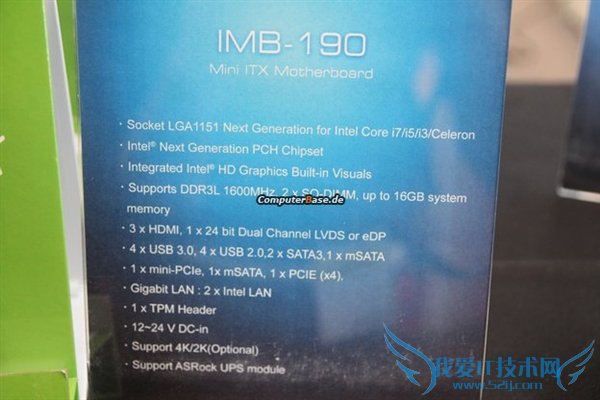 IMB-190
Mini ITX Motherboard
· Socket LGA1151 Next Generation for Intel Core i7/i5/i3/Celeron
· Intel® Next Generation PCH Chipset
· Integrated Intel® HD Graphics Built-in Visuals
· Supports DDR3L 1600MHz, 2 x SO-DIMM, up to 16GB system
memory
ComputerBase.de
· 3 x HDMI, 1 x 24 bit Dual Channel LVDS or eDP
· 4 x USB 3.0, 4 x USB 2.0,2 x SATA3,1 x mSATA
· 1 x mini-PCIe, 1x mSATA, 1 x PCIE (x4).
· Gigabit LAN : 2 x Intel LAN
· 1 x TPM Header
· 12~24 V DC-in
· Support 4K/2K(Optional)
· Support ASRock UPS module
我爱IT技术网
www.52ij.com